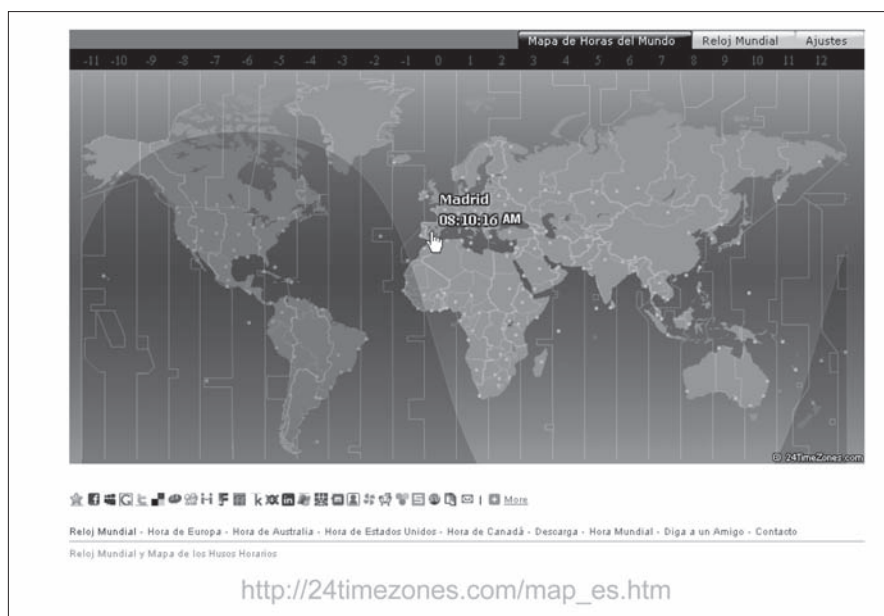 Mapa de Horas del Mundo Reloj Mundial Ajustes
-11 -10 -9 -8 -7 -6 -5 -4 -3 -2 -1 0 1 2 3 4 5 6 7 8 9 10 11 12
Madrid
08:10:16 AM
© 24TimeZones.com
More
Reloj Mundial - Hora de Europa - Hora de Australia - Hora de Estados Unidos - Hora de Canadá - Descarga - Hora Mundial - Diga a un Amigo - Contacto
Reloj Mundial y Mapa de los Husos Horarios
http://24timezones.com/map_es.htm